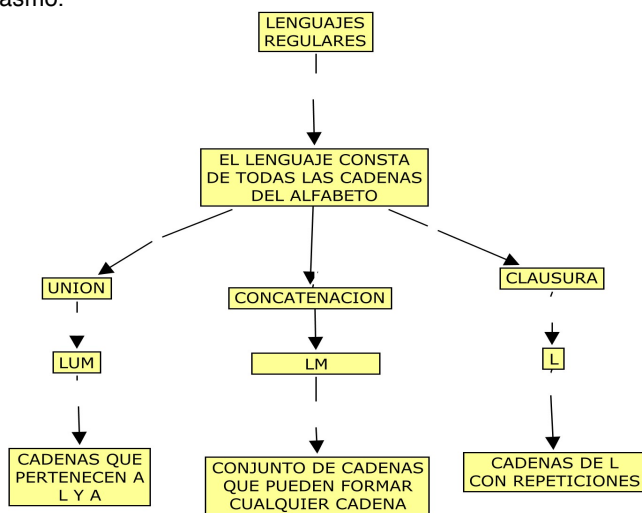 LENGUAJES
REGULARES
EL LENGUAJE CONSTA
DE TODAS LAS CADENAS
DEL ALFABETO
UNION
CONCATENACION
CLAUSURA
LUM
LM
L
CADENAS QUE
PERTENECEN A
L Y A
CONJUNTO DE CADENAS
QUE PUEDEN FORMAR
CUALQUIER CADENA
CADENAS DE L
CON REPETICIONES